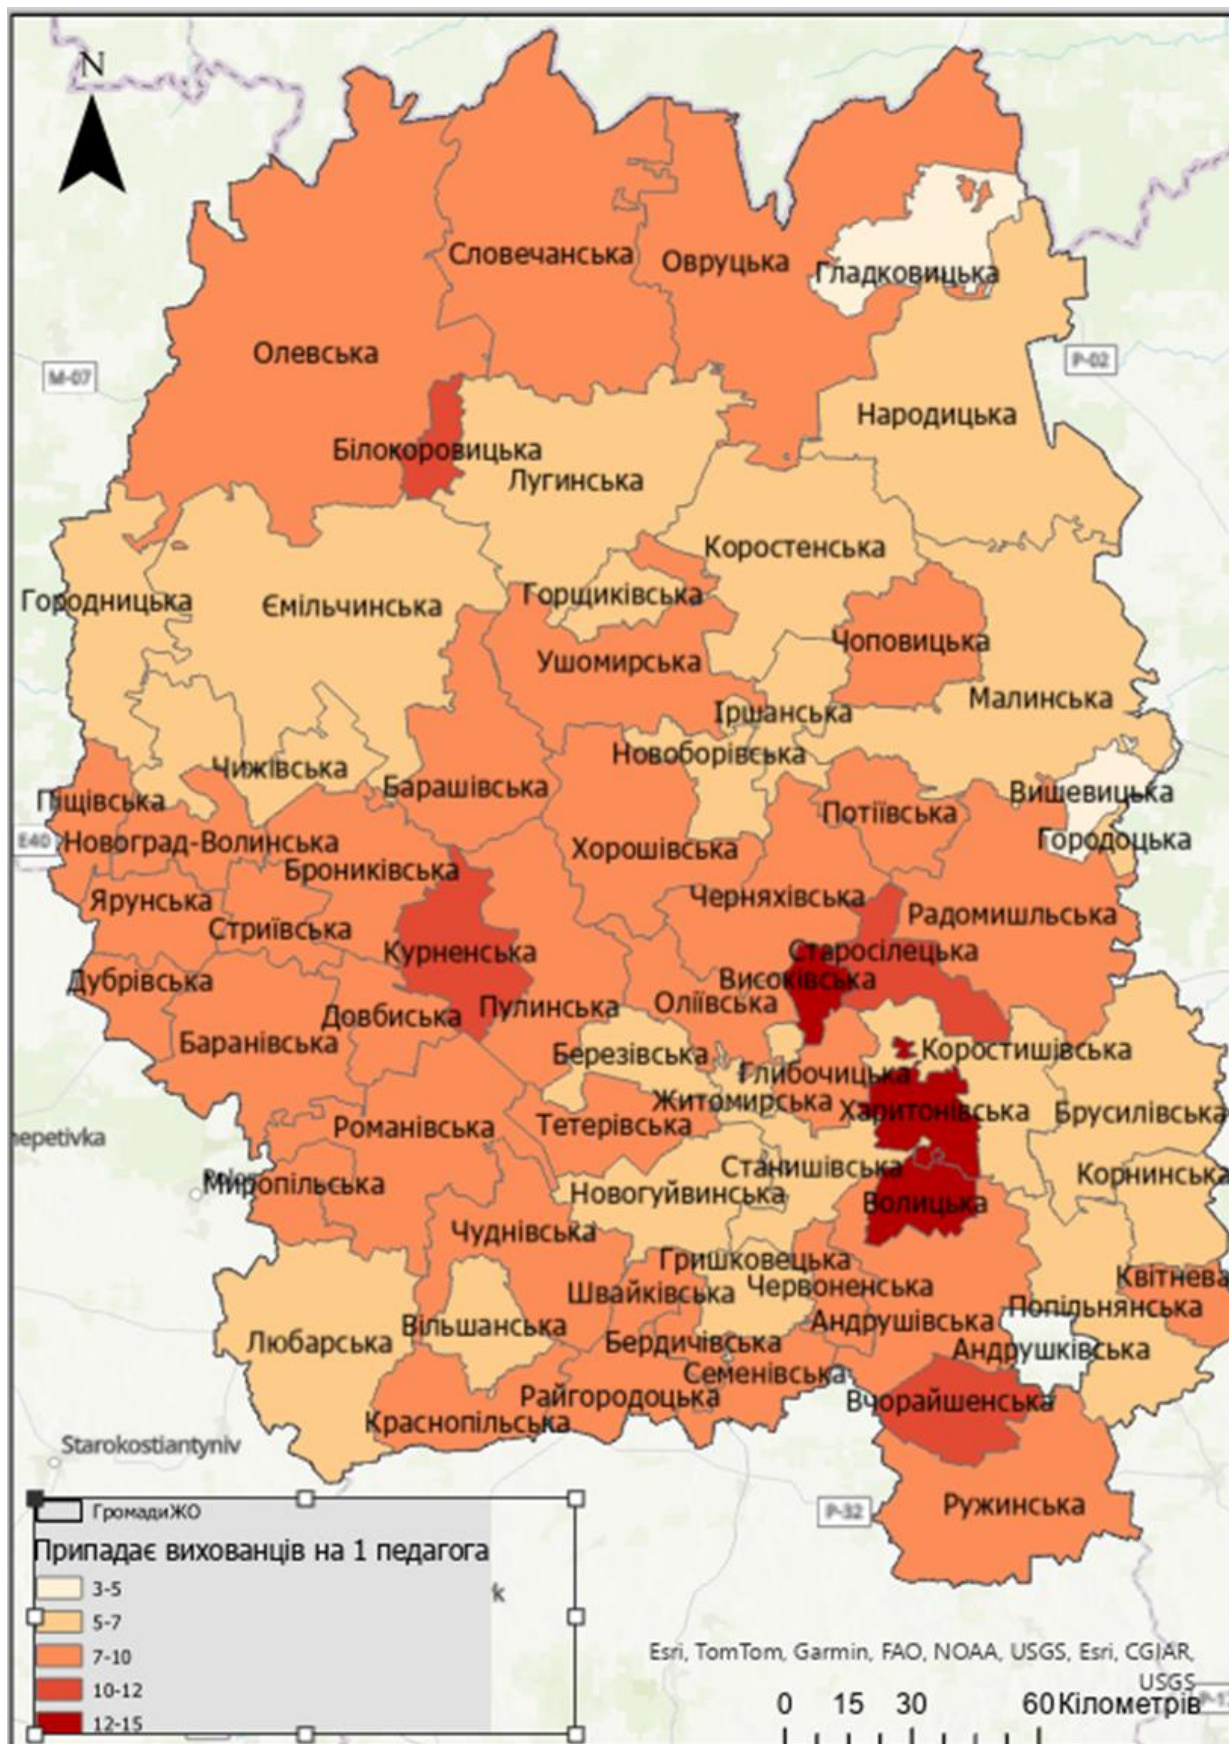 N
Словечанська
Овруцька
Гладковицька
Олевська
M-07
P-02
Народицька
Білокоровицька
Лугинська
Коростенська
Городницька
Ємільчинська
Горщиківська
Чоповицька
Ушомирська
Малинська
Іршанська
Новоборівська
Чижівська
Барашівська
Піщівська
Вишевицька
Потіївська
E40
Новоград-Волинська
Городоцька
Хорошівська
Брониківська
Ярунська
Черняхівська
Радомишльська
Стриївська
Курненська
Старосілецька
Дубрівська
Високівська
Оліївська
Пулинська
Довбиська
Баранівська
Березівська
Коростишівська
Глибочицька
Житомирська
Харитонівська
Брусилівська
Тетерівська
Романівська
nepetivka
Станишівська
Корнинська
Миропільська
Новогуйвинська
Волицька
Чуднівська
Гришковецька
Квітнева
Червоненська
Швайківська
Попільнянська
Андрушівська
Вільшанська
Любарська
Бердичівська
Андрушківська
Семенівська
Райгородоцька
Вчорайшенська
Краснопільська
Starokostiantyniv
Ружинська
P-32
ГромадиЖО
Припадає вихованців на 1 педагога
3-5
5-7
7-10
10-12
12-15
k
Esri, TomTom, Garmin, FAO, NOAA, USGS, Esri, CGIAR,
USGS
0 15 30 60 Кілометрів